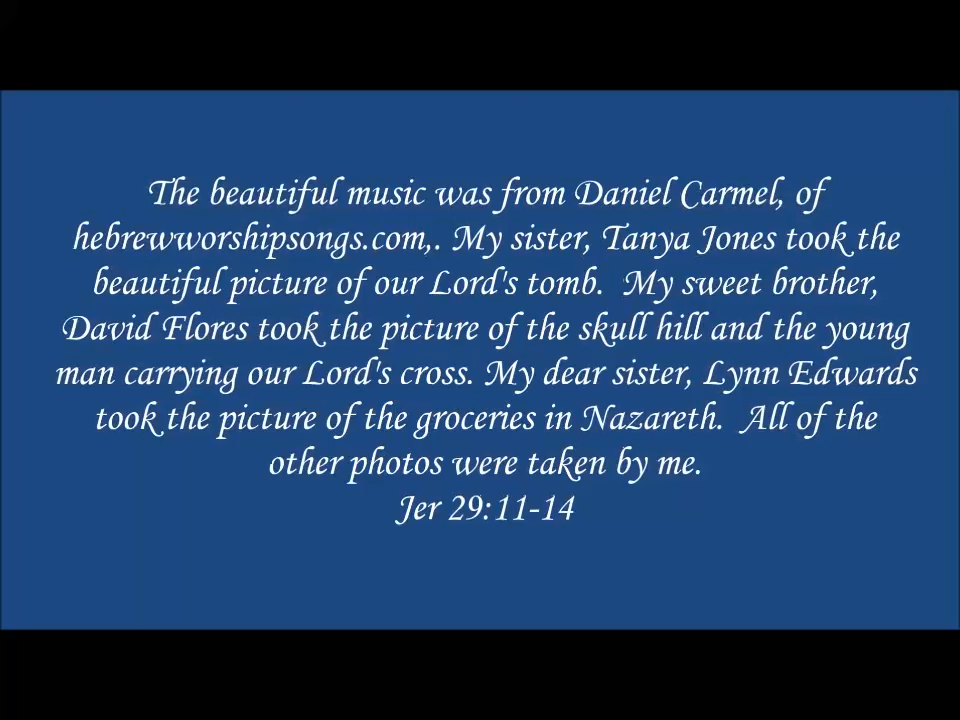 The beautiful music was from Daniel Carmel, of
hebrewworshipsongs.com,. My sister, Tanya Jones took the
beautiful picture of our Lord's tomb.  My sweet brother,
David Flores took the picture of the skull hill and the young
man carrying our Lord's cross. My dear sister, Lynn Edwards
took the picture of the groceries in Nazareth.  All of the
other photos were taken by me.
Jer 29:11-14